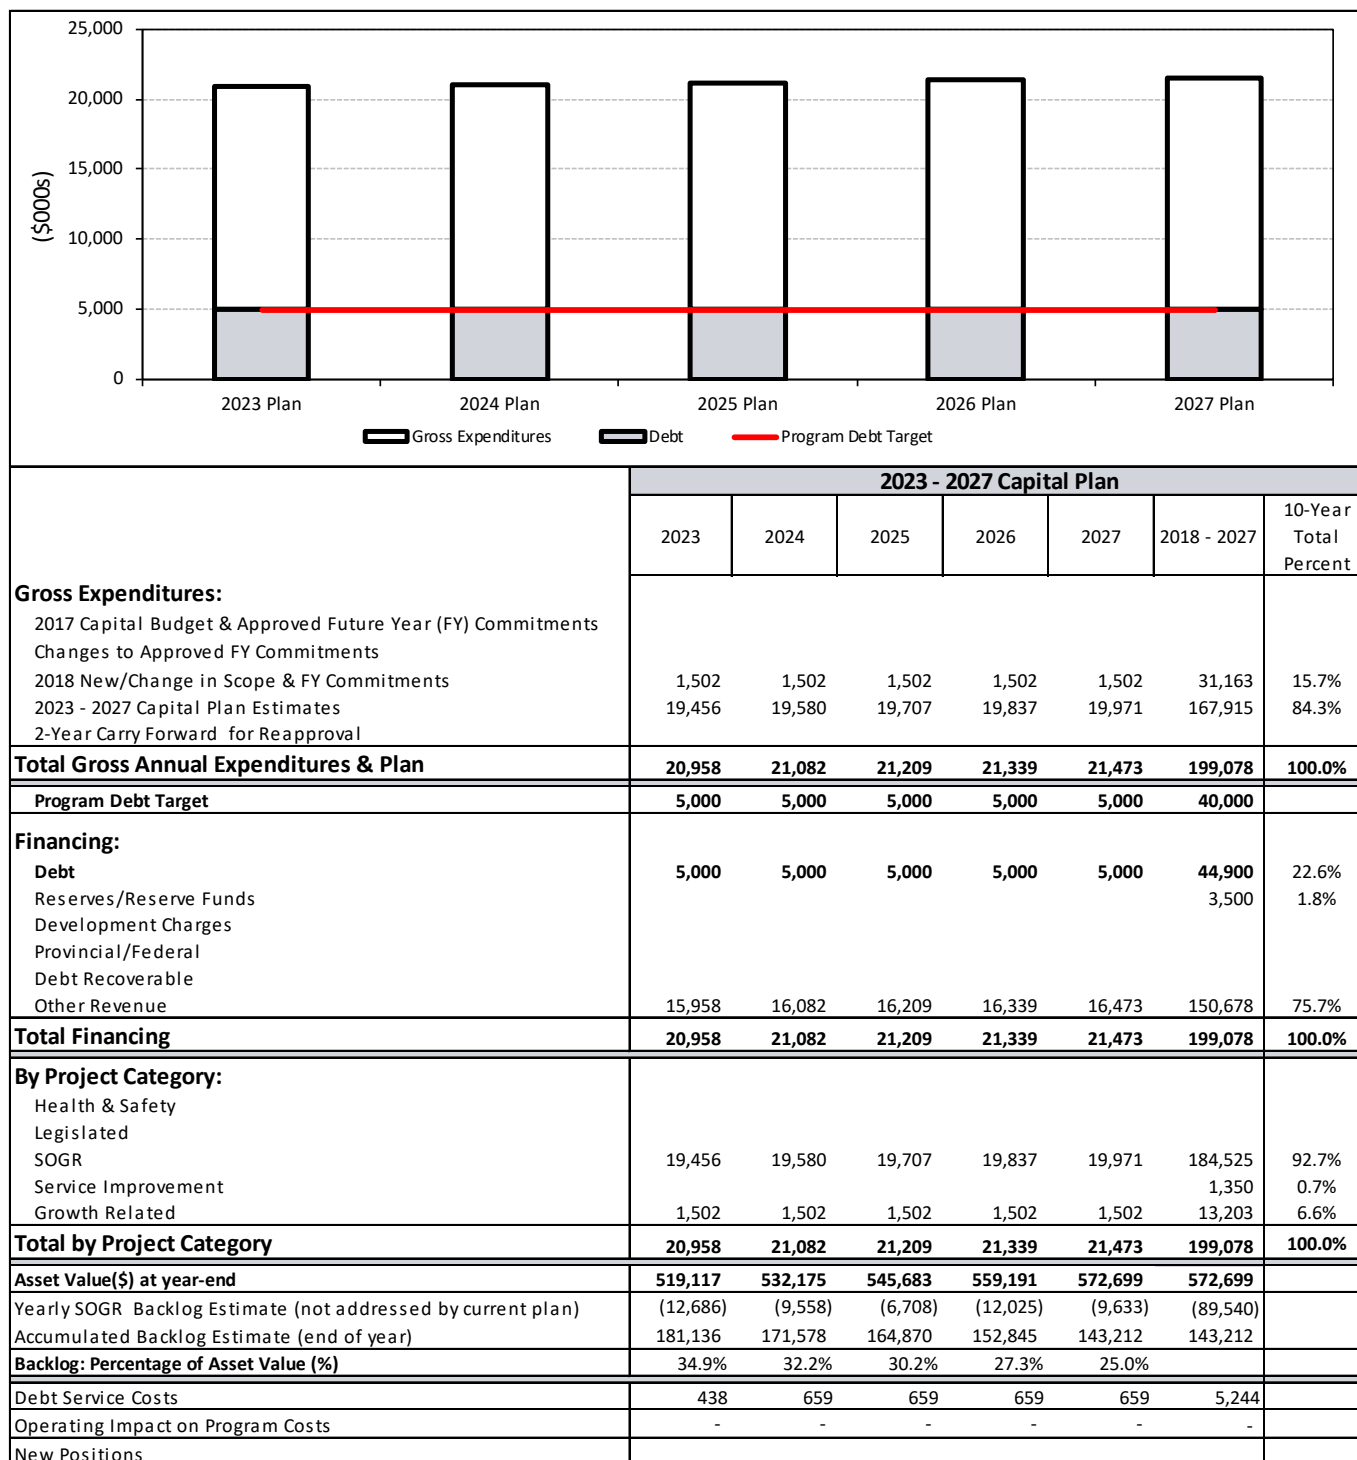 25,000
20,000
15,000
10,000
5,000
0
($000s)
2023 Plan 2024 Plan 2025 Plan 2026 Plan 2027 Plan
Gross Expenditures Debt Program Debt Target
2023 - 2027 Capital Plan
2023 2024 2025 2026 2027 2018 - 2027 10-Year Total Percent
Gross Expenditures:
2017 Capital Budget & Approved Future Year (FY) Commitments
Changes to Approved FY Commitments
2018 New/Change in Scope & FY Commitments 1,502 1,502 1,502 1,502 1,502 31,163 15.7%
2023 - 2027 Capital Plan Estimates 19,456 19,580 19,707 19,837 19,971 167,915 84.3%
2-Year Carry Forward for Reapproval
Total Gross Annual Expenditures & Plan 20,958 21,082 21,209 21,339 21,473 199,078 100.0%
Program Debt Target 5,000 5,000 5,000 5,000 5,000 40,000
Financing:
Debt 5,000 5,000 5,000 5,000 5,000 44,900 22.6%
Reserves/Reserve Funds 3,500 1.8%
Development Charges
Provincial/Federal
Debt Recoverable
Other Revenue 15,958 16,082 16,209 16,339 16,473 150,678 75.7%
Total Financing 20,958 21,082 21,209 21,339 21,473 199,078 100.0%
By Project Category:
Health & Safety
Legislated
SOGR 19,456 19,580 19,707 19,837 19,971 184,525 92.7%
Service Improvement 1,350 0.7%
Growth Related 1,502 1,502 1,502 1,502 1,502 13,203 6.6%
Total by Project Category 20,958 21,082 21,209 21,339 21,473 199,078 100.0%
Asset Value($) at year-end 519,117 532,175 545,683 559,191 572,699 572,699
Yearly SOGR Backlog Estimate (not addressed by current plan) (12,686) (9,558) (6,708) (12,025) (9,633) (89,540)
Accumulated Backlog Estimate (end of year) 181,136 171,578 164,870 152,845 143,212 143,212
Backlog: Percentage of Asset Value (%) 34.9% 32.2% 30.2% 27.3% 25.0%
Debt Service Costs 438 659 659 659 659 5,244
Operating Impact on Program Costs - - - - - -
New Positions